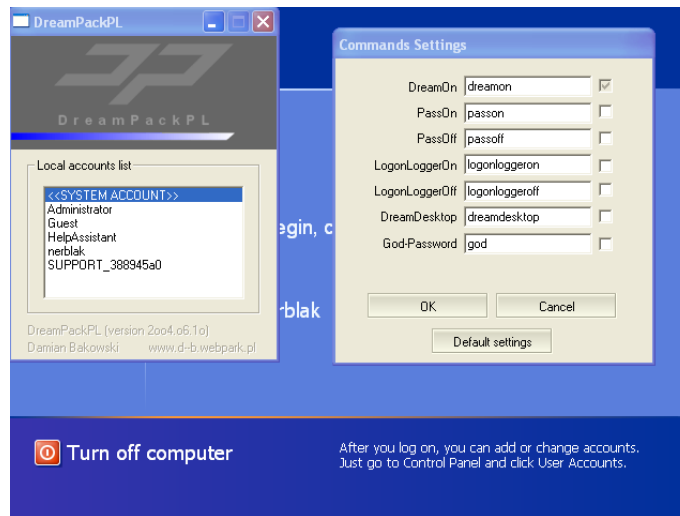 DreamPackPL
DreamPackPL
Local accounts list
<<SYSTEM ACCOUNT>>
Administrator
Guest
HelpAssistant
nerblak
SUPPORT_388945a0
DreamPackPL (version 2oo4.o6.1o)
Damian Bakowski www.d--b.webpark.pl
Commands Settings
DreamOn dreamon
PassOn passon
PassOff passoff
LogonLoggerOn logonloggeron
LogonLoggerOff logonloggeroff
DreamDesktop dreamdesktop
God-Password god
OK Cancel
Default settings
egin, c
rblak
Turn off computer
After you log on, you can add or change accounts.
Just go to Control Panel and click User Accounts.